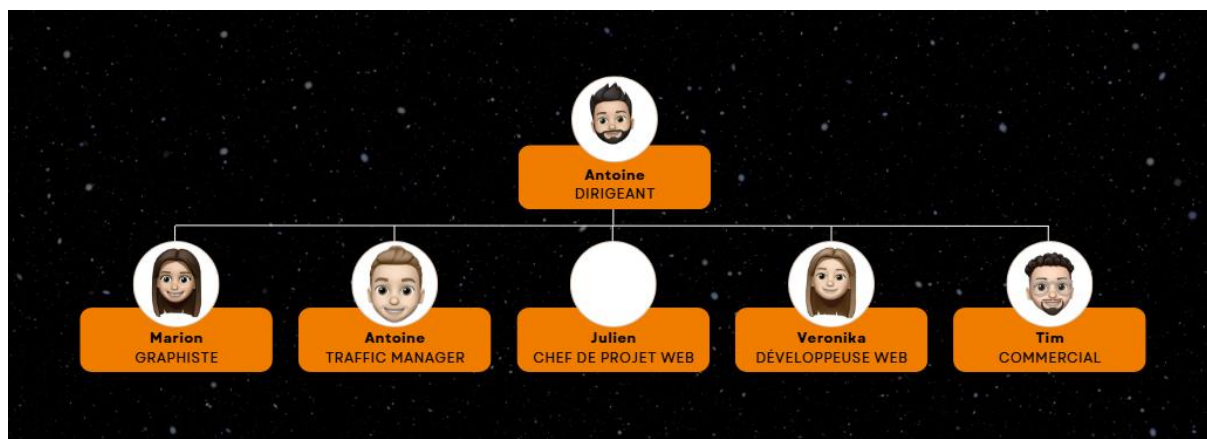 Antoine
DIRIGEANT
Marion
GRAPHISTE
Antoine
TRAFFIC MANAGER
Julien
CHEF DE PROJET WEB
Veronika
DÉVELOPPEUSE WEB
Tim
COMMERCIAL